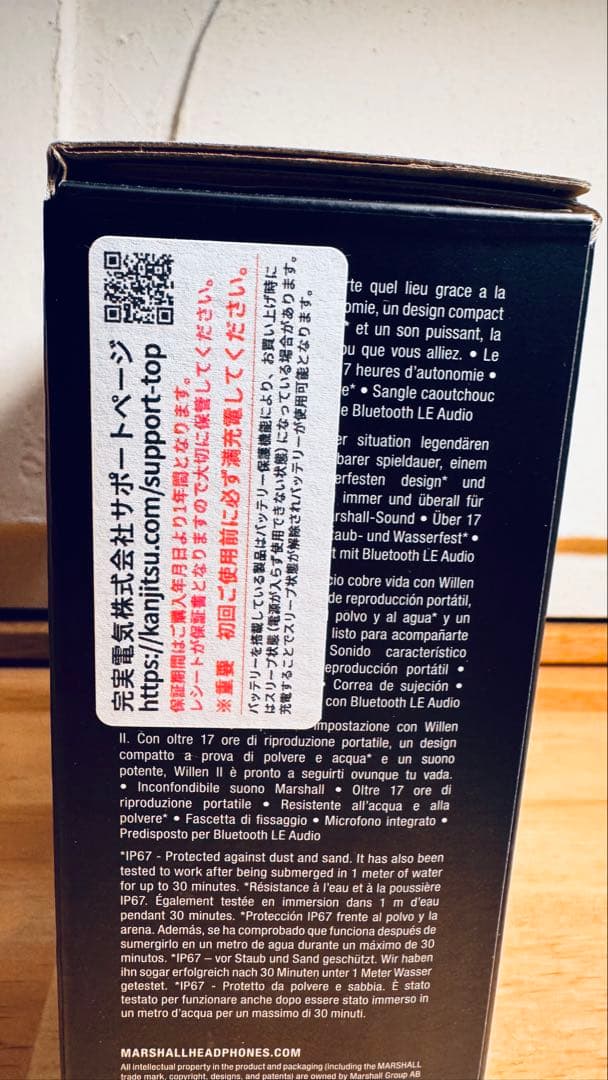 完実電気株式会社サポートページ
https://kanjitsu.com/support-top
保証期間はご購入年月日より1年間となります。
レシートが保証書となりますので大切に保管してください。
※重要 初回ご使用前に必ず満充電してください。
バッテリーを搭載している製品はバッテリー保護機能により、お買い上げ時に
はスリープ状態(電源が入らず使用できない状態)になっている場合があります。
充電することでスリープ状態が解除されバッテリーが使用可能となります。
rte quel lieu grace a la
omie, un design compact
* et un son puissant, la
ou que vous alliez. • Le
7 heures d'autonomie •
e* • Sangle caoutchouc
e Bluetooth LE Audio
er situation legendären
barer spieldauer, einem
erfesten design* und
immer und überall für
rshall-Sound • Über 17
taub- und Wasserfest* •
t mit Bluetooth LE Audio
cio cobre vida con Willen
de reproducción portátil,
polvo y al agua* y un
listo para acompañarte
Sonido característico
eproducción portátil •
Correa de sujeción •
con Bluetooth LE Audio
impostazione con Willen
II. Con oltre 17 ore di riproduzione portatile, un design
compatto a prova di polvere e acqua* e un suono
potente, Willen II è pronto a seguirti ovunque tu vada.
• Inconfondibile suono Marshall • Oltre 17 ore di
riproduzione portatile • Resistente all'acqua e alla
polvere* • Fascetta di fissaggio • Microfono integrato •
Predisposto per Bluetooth LE Audio
*IP67 - Protected against dust and sand. It has also been
tested to work after being submerged in 1 meter of water
for up to 30 minutes. *Résistance à l'eau et à la poussière
IP67. Également testée en immersion dans 1 m d'eau
pendant 30 minutes. *Protección IP67 frente al polvo y la
arena. Además, se ha comprobado que funciona después de
sumergirlo en un metro de agua durante un máximo de 30
minutos. *IP67 – vor Staub und Sand geschützt. Wir haben
ihn sogar erfolgreich nach 30 Minuten unter 1 Meter Wasser
getestet. *IP67 - Protetto da polvere e sabbia. È stato
testato per funzionare anche dopo essere stato immerso in
un metro d'acqua per un massimo di 30 minuti.
MARSHALLHEADPHONES.COM
All intellectual property in the product and packaging (including the MARSHALL
trade mark, copyright, designs, and patents) are owned by Marshall Group AB